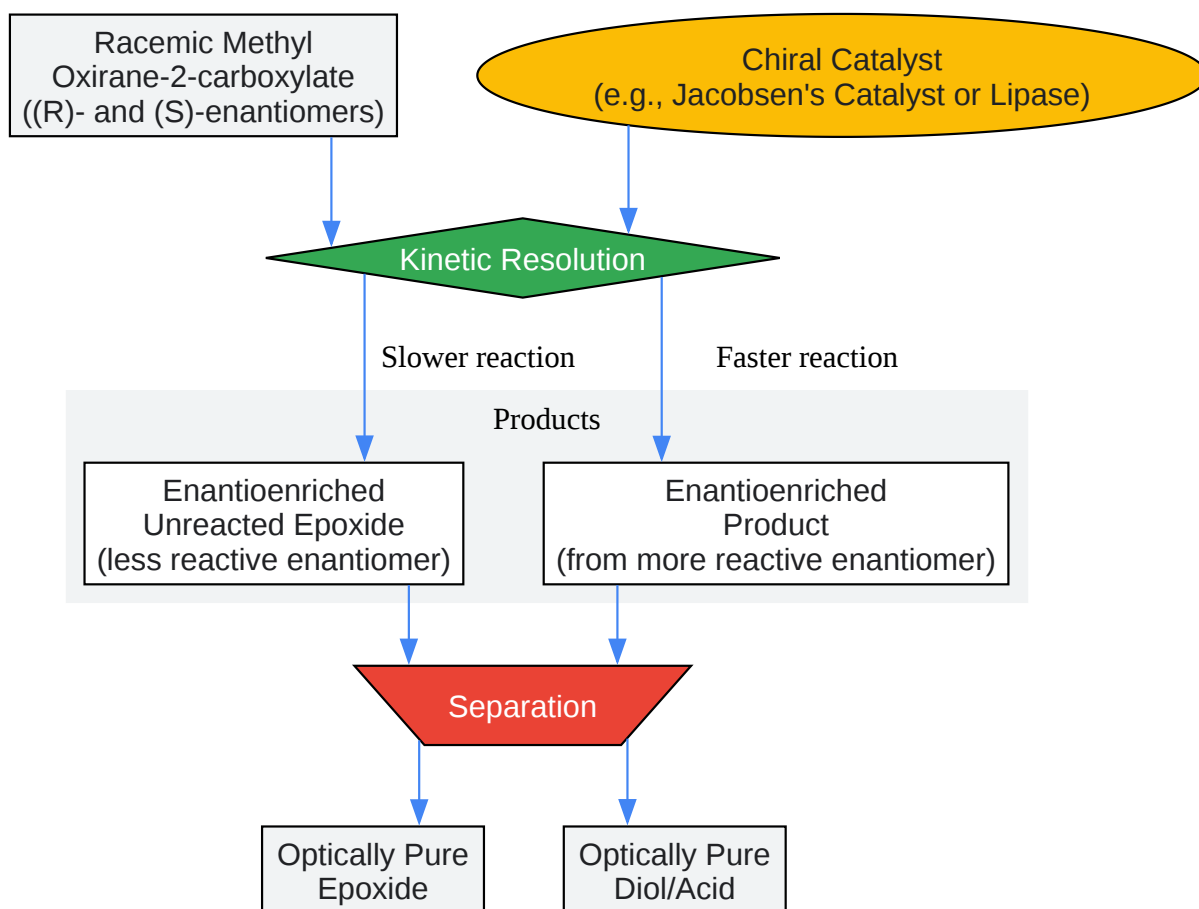 Racemic Methyl
Oxirane-2-carboxylate
((R)- and (S)-enantiomers)
Chiral Catalyst
(e.g., Jacobsen's Catalyst or Lipase)
Kinetic Resolution
Slower reaction
Faster reaction
Products
Enantioenriched
Unreacted Epoxide
(less reactive enantiomer)
Enantioenriched
Product
(from more reactive enantiomer)
Separation
Optically Pure
Epoxide
Optically Pure
Diol/Acid